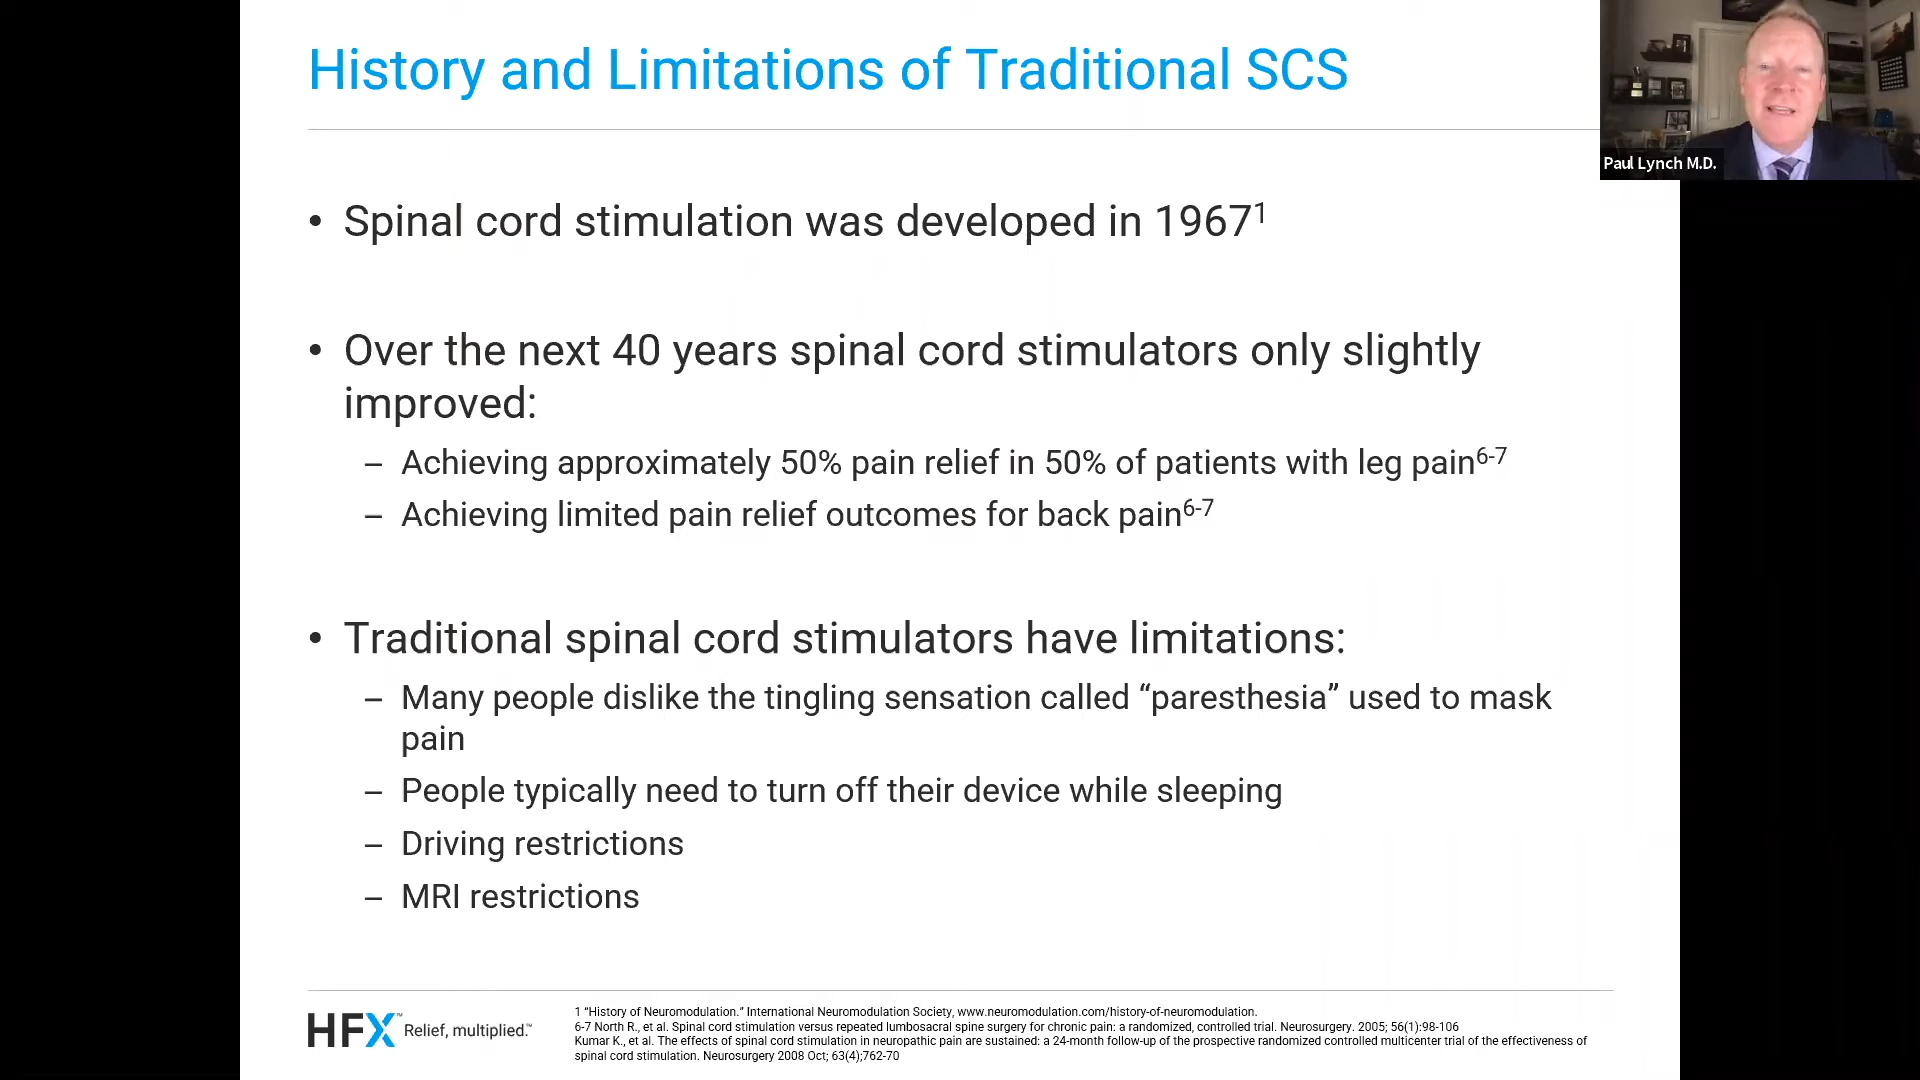 History and Limitations of Traditional SCS
Paul Lynch M.D.
• Spinal cord stimulation was developed in 1967¹
• Over the next 40 years spinal cord stimulators only slightly
improved:
– Achieving approximately 50% pain relief in 50% of patients with leg pain⁶⁻⁷
– Achieving limited pain relief outcomes for back pain⁶⁻⁷
• Traditional spinal cord stimulators have limitations:
– Many people dislike the tingling sensation called “paresthesia” used to mask
pain
– People typically need to turn off their device while sleeping
– Driving restrictions
– MRI restrictions
HFX™ Relief, multiplied.™
1 “History of Neuromodulation.” International Neuromodulation Society, www.neuromodulation.com/history-of-neuromodulation.
6-7 North R., et al. Spinal cord stimulation versus repeated lumbosacral spine surgery for chronic pain: a randomized, controlled trial. Neurosurgery. 2005; 56(1):98-106
Kumar K., et al. The effects of spinal cord stimulation in neuropathic pain are sustained: a 24-month follow-up of the prospective randomized controlled multicenter trial of the effectiveness of
spinal cord stimulation. Neurosurgery 2008 Oct; 63(4);762-70